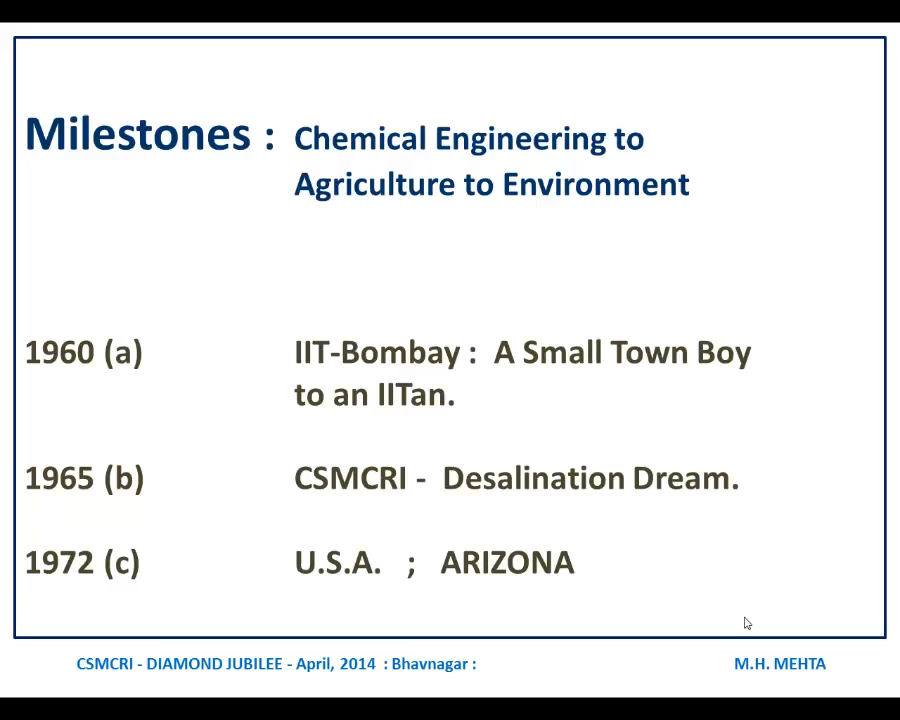 Milestones : Chemical Engineering to
Agriculture to Environment
1960 (a) IIT-Bombay : A Small Town Boy
to an IITan.
1965 (b) CSMCRI - Desalination Dream.
1972 (c) U.S.A. ; ARIZONA
CSMCRI - DIAMOND JUBILEE - April, 2014 : Bhavnagar : M.H. MEHTA